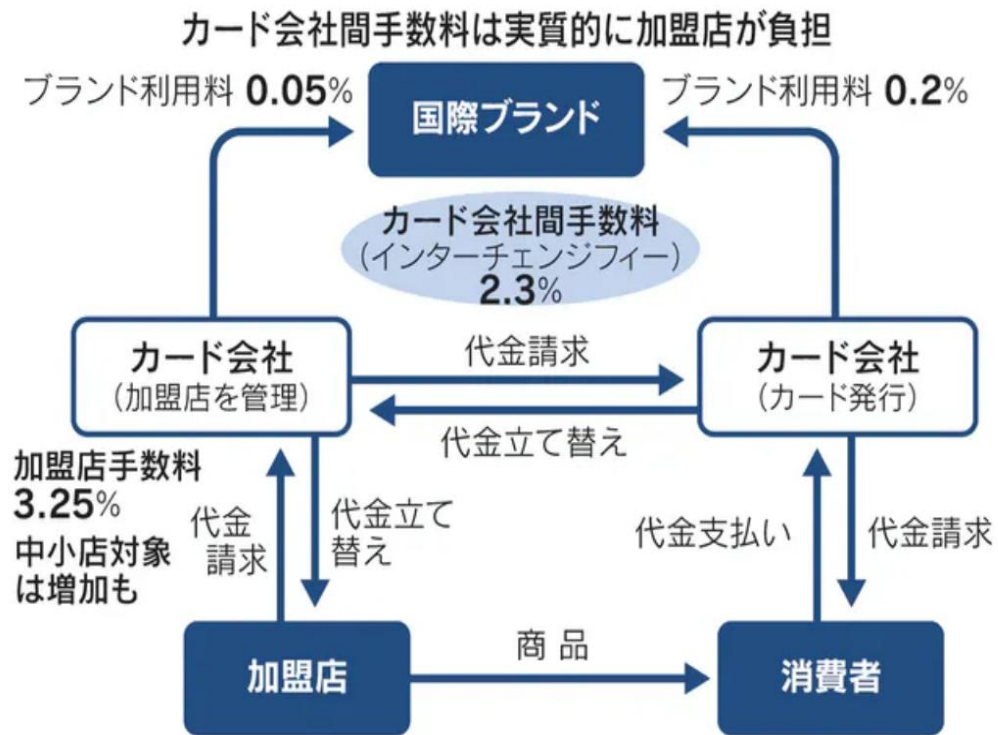 カード会社間手数料は実質的に加盟店が負担
ブランド利用料 0.05%
国際ブランド
ブランド利用料 0.2%
カード会社間手数料
(インターチェンジフィー)
2.3%
カード会社
(加盟店を管理)
代金請求
カード会社
(カード発行)
代金立て替え
加盟店手数料
3.25%
中小店対象
は増加も
代金
請求
代金立て
替え
代金支払い
代金請求
加盟店
商品
消費者